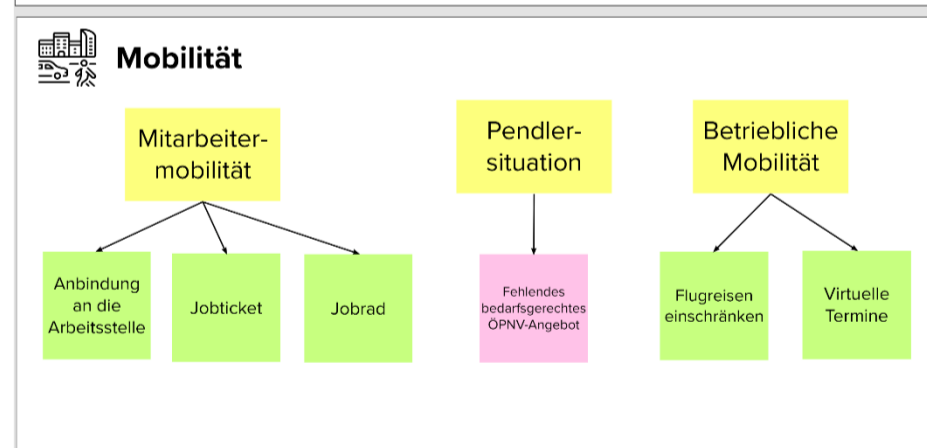 Mobilität
Mitarbeiter-
mobilität
Pendler-
situation
Betriebliche
Mobilität
Anbindung
an die
Arbeitsstelle
Jobticket
Jobrad
Fehlendes
bedarfsgerechtes
ÖPNV-Angebot
Flugreisen
einschränken
Virtuelle
Termine